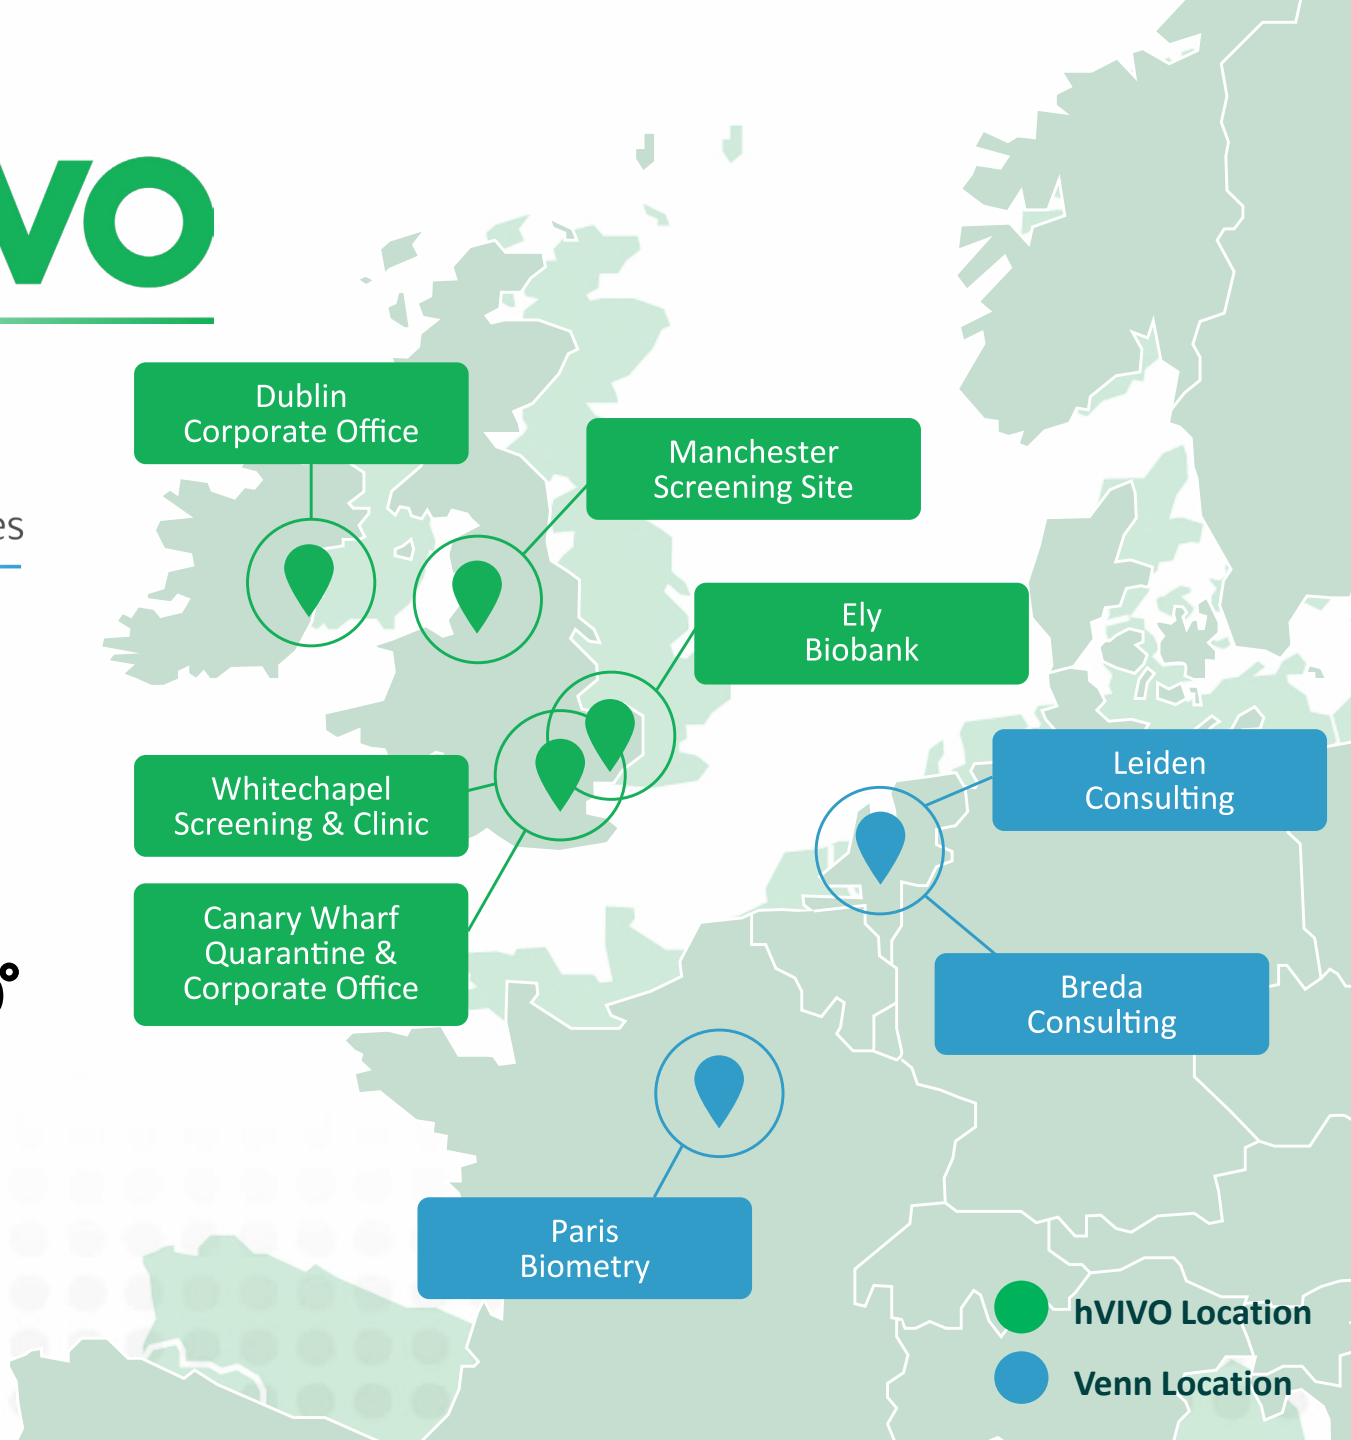 VO
es
Dublin
Corporate Office
Manchester
Screening Site
Ely
Biobank
Whitechapel
Screening & Clinic
Canary Wharf
Quarantine &
Corporate Office
Leiden
Consulting
Breda
Consulting
Paris
Biometry
hVIVO Location
Venn Location